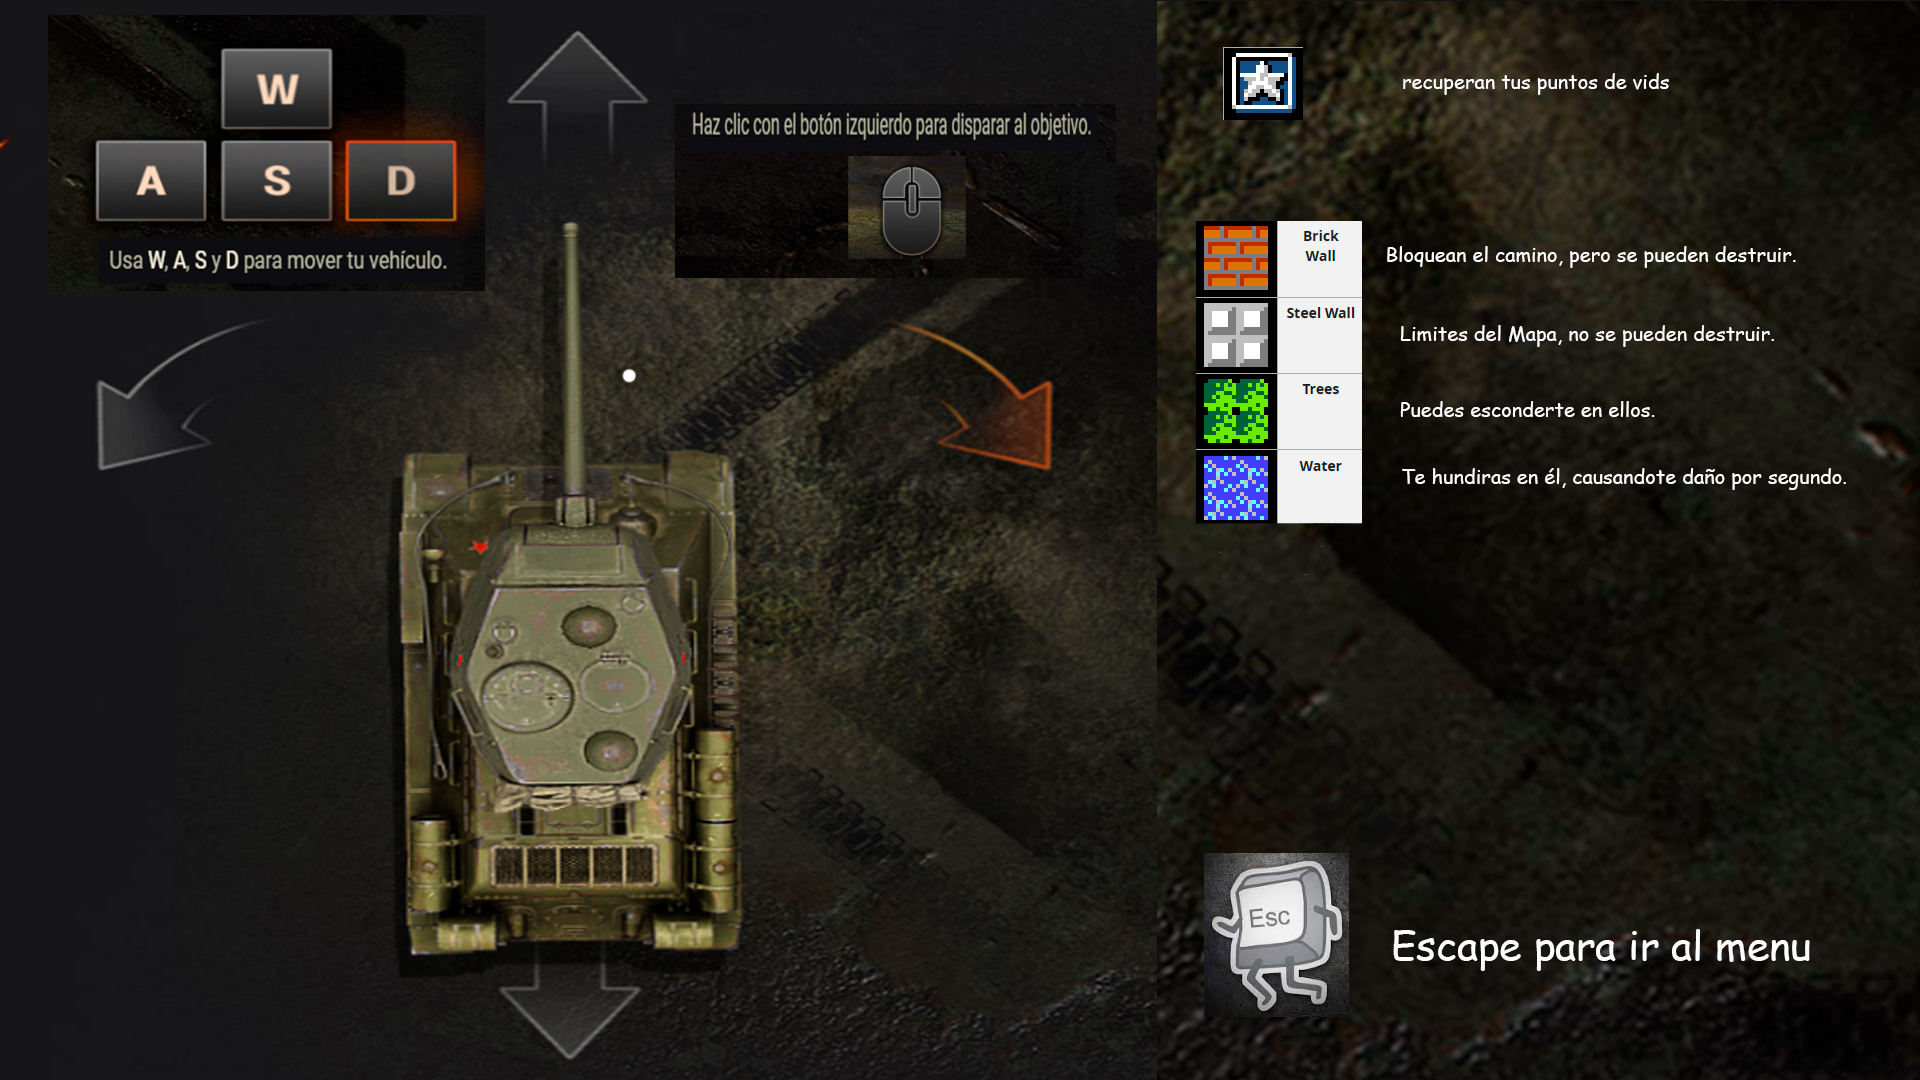 W
A S D
Usa W, A, S y D para mover tu vehículo.
Haz clic con el botón izquierdo para disparar al objetivo.
recuperan tus puntos de vids
Brick
Wall
Bloquean el camino, pero se pueden destruir.
Steel Wall
Limites del Mapa, no se pueden destruir.
Trees
Puedes esconderte en ellos.
Water
Te hundiras en él, causandote daño por segundo.
Esc
Escape para ir al menu